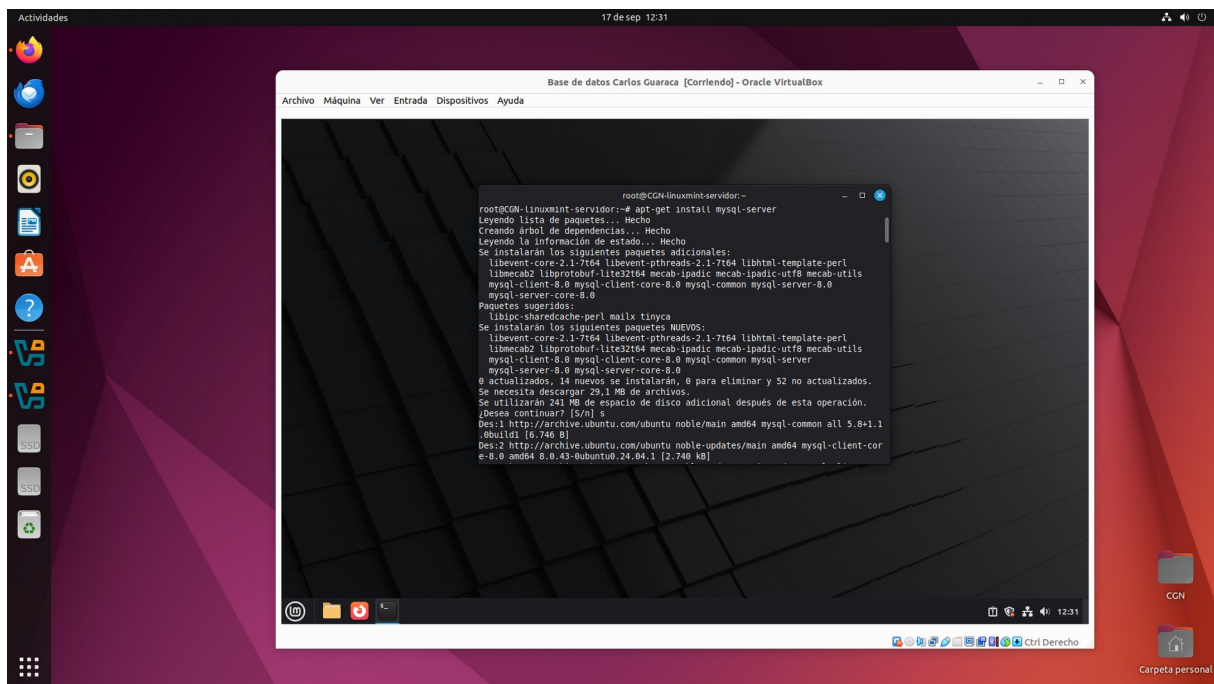 Actividades
17 de sep 12:31
Base de datos Carlos Guaraca [Corriendo] - Oracle VirtualBox
Archivo Máquina Ver Entrada Dispositivos Ayuda
root@CGN-linuxmint-servidor: ~
root@CGN-linuxmint-servidor:~# apt-get install mysql-server
Leyendo lista de paquetes... Hecho
Creando árbol de dependencias... Hecho
Leyendo la información de estado... Hecho
Se instalarán los siguientes paquetes adicionales:
libevent-core-2.1-7t64 libevent-pthreads-2.1-7t64 libhtml-template-perl
libmecab2 libprotobuf-lite32t64 mecab-ipadic mecab-ipadic-utf8 mecab-utils
mysql-client-8.0 mysql-client-core-8.0 mysql-common mysql-server-8.0
mysql-server-core-8.0
Paquetes sugeridos:
libipc-sharedcache-perl mailx tinyca
Se instalarán los siguientes paquetes NUEVOS:
libevent-core-2.1-7t64 libevent-pthreads-2.1-7t64 libhtml-template-perl
libmecab2 libprotobuf-lite32t64 mecab-ipadic mecab-ipadic-utf8 mecab-utils
mysql-client-8.0 mysql-client-core-8.0 mysql-common mysql-server
mysql-server-8.0 mysql-server-core-8.0
0 actualizados, 14 nuevos se instalarán, 0 para eliminar y 52 no actualizados.
Se necesita descargar 29,1 MB de archivos.
Se utilizarán 241 MB de espacio de disco adicional después de esta operación.
¿Desea continuar? [S/n] s
Des:1 http://archive.ubuntu.com/ubuntu noble/main amd64 mysql-common all 5.8+1.1
.0build1 [6.746 B]
Des:2 http://archive.ubuntu.com/ubuntu noble-updates/main amd64 mysql-client-cor
e-8.0 amd64 8.0.43-0ubuntu0.24.04.1 [2.740 kB]
SSD
SSD
CGN
12:31
Ctrl Derecho
Carpeta personal